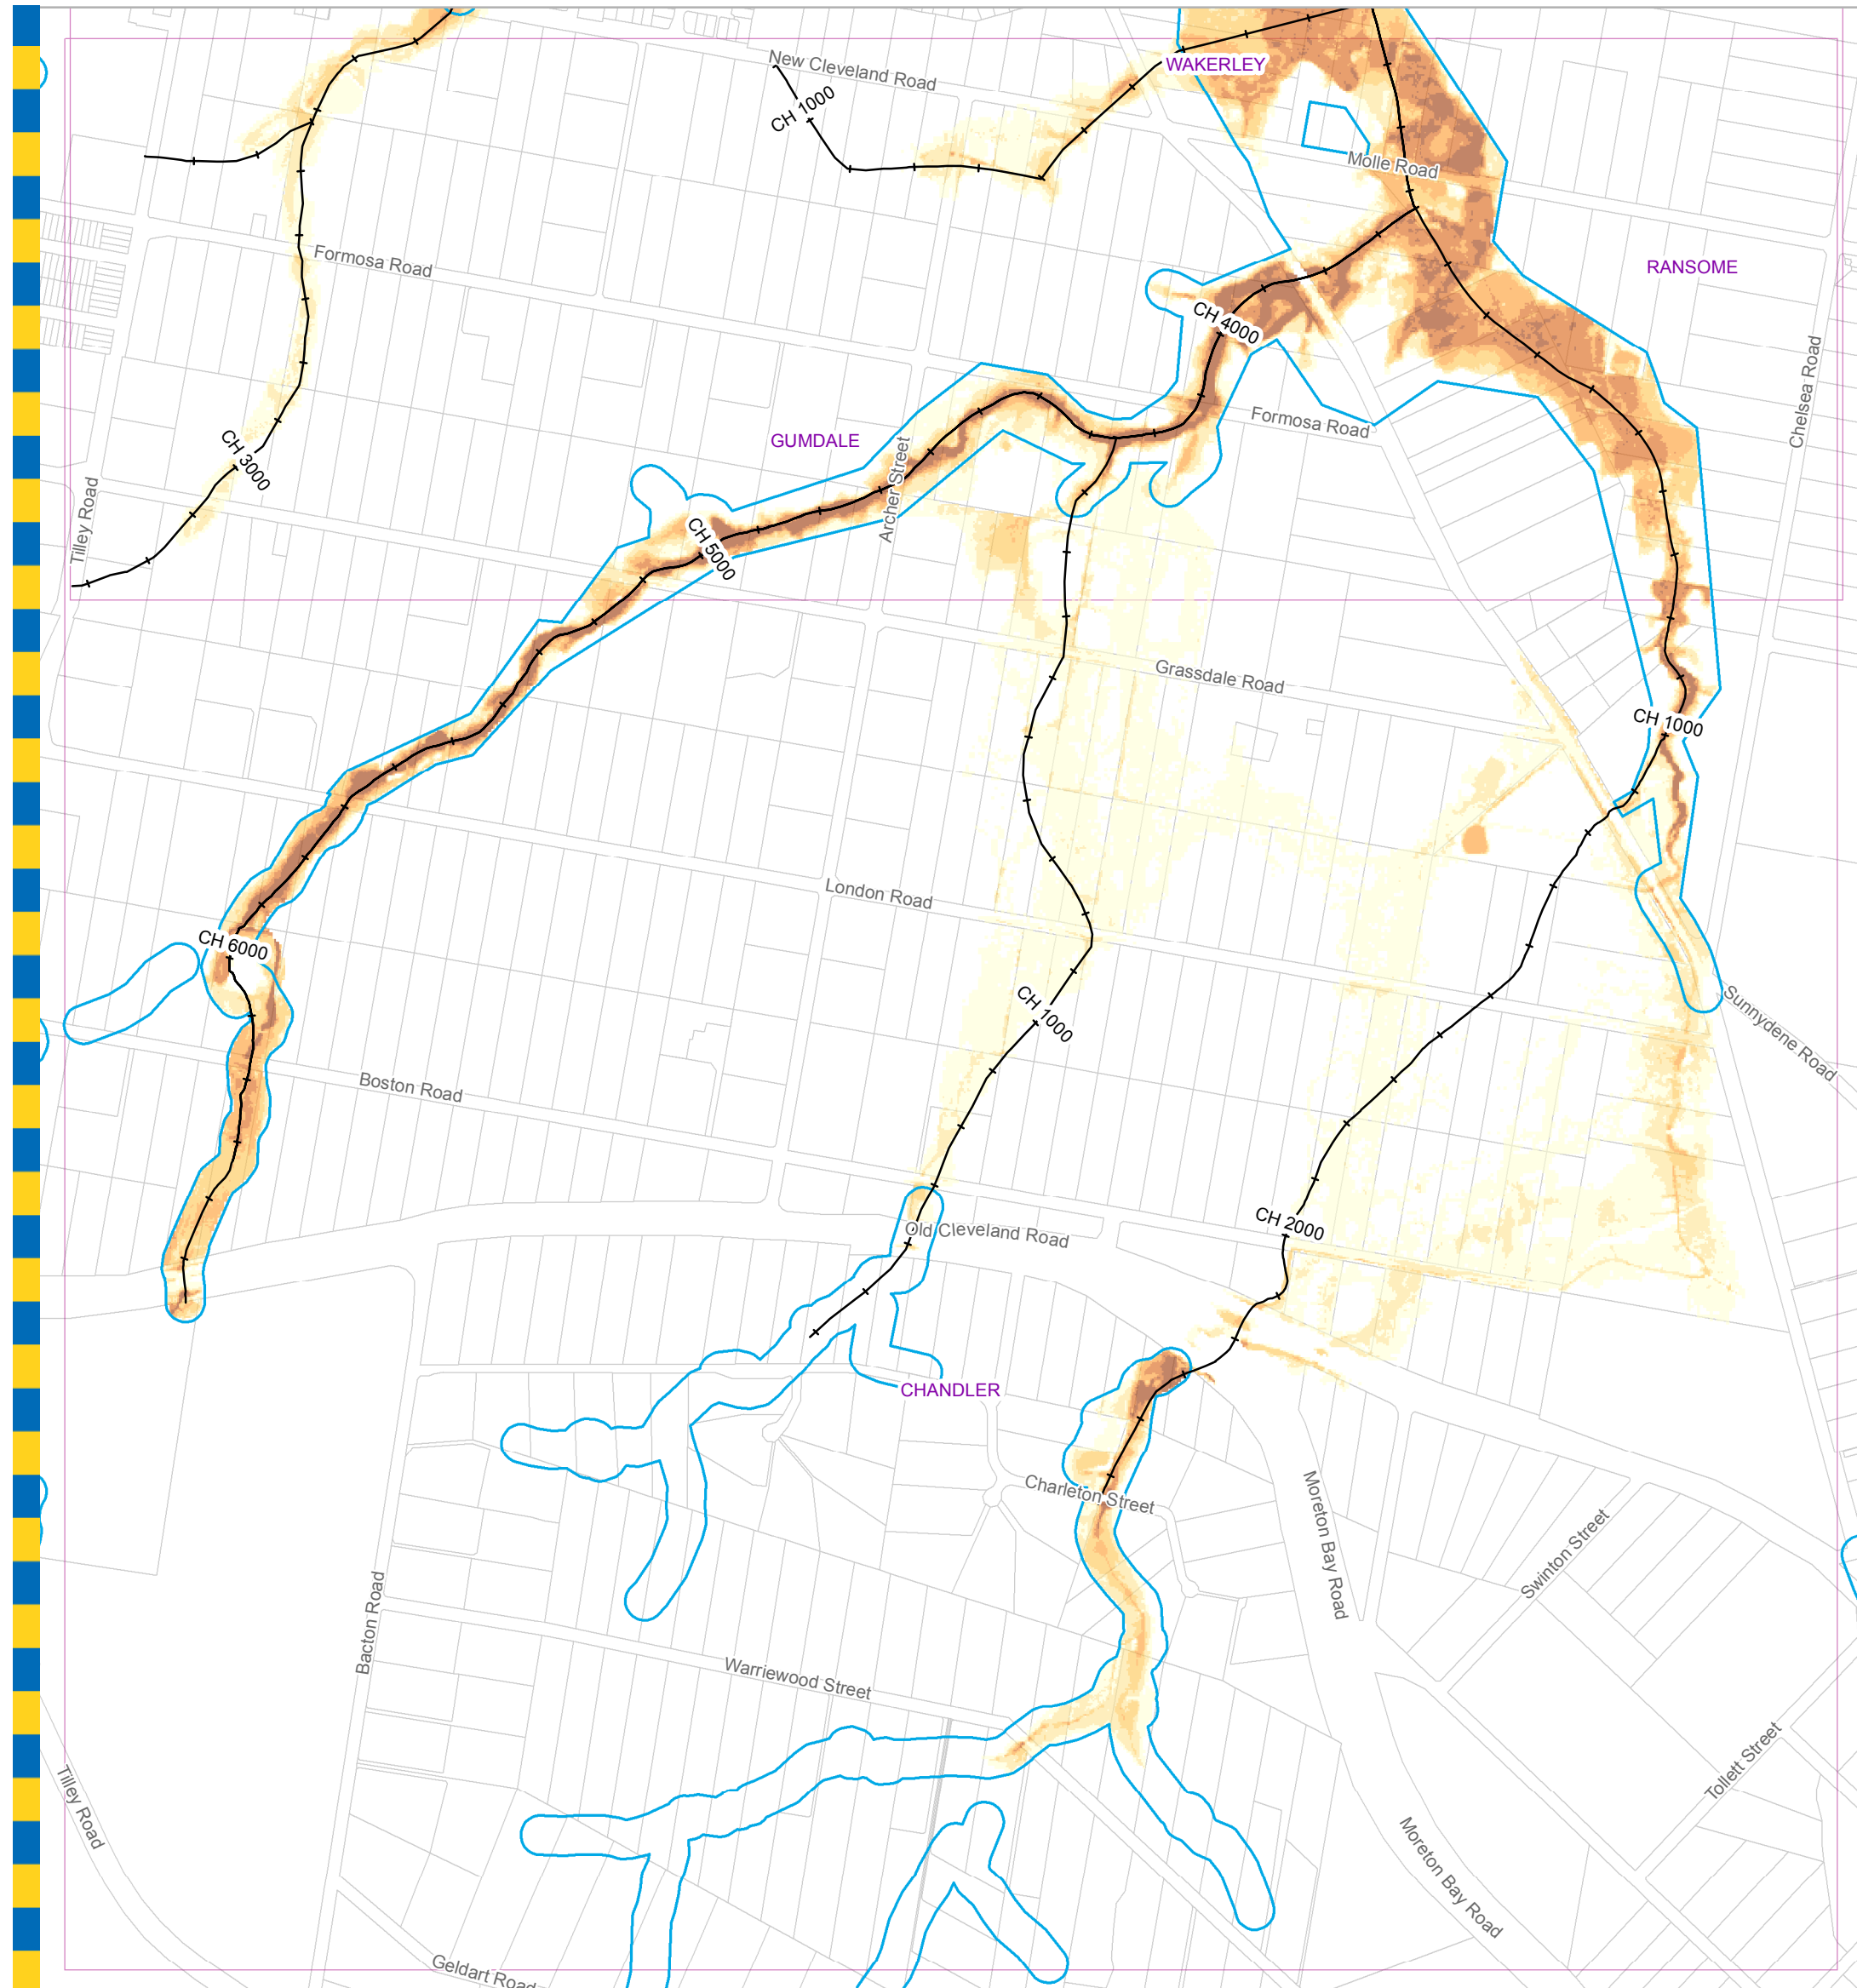 New Cleveland Road
WAKERLEY
CH 1000
Molle Road
Formosa Road
RANSOME
CH 4000
Chelsea Road
Formosa Road
GUMDALE
CH 3000
Archer Street
Tilley Road
CH 5000
Grassdale Road
CH 1000
London Road
CH 6000
CH 1000
Sunnydene Road
Boston Road
CH 2000
Old Cleveland Road
CHANDLER
Charleton Street
Moreton Bay Road
Swinton Street
Bacton Road
Warriewood Street
Tollett Street
Tilley Road
Moreton Bay Road
Geldart Road